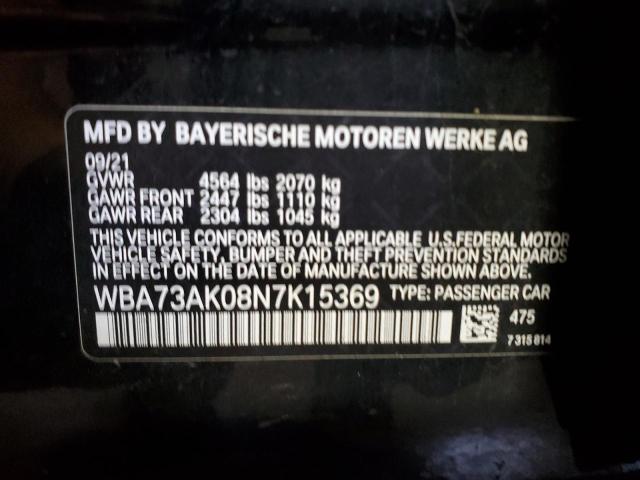 MFD BY BAYERISCHE MOTOREN WERKE AG
09/21
GVWR 4564 lbs 2070 kg
GAWR FRONT 2447 lbs 1110 kg
GAWR REAR 2304 lbs 1045 kg
THIS VEHICLE CONFORMS TO ALL APPLICABLE U.S.FEDERAL MOTOR
VEHICLE SAFETY, BUMPER AND THEFT PREVENTION STANDARDS
IN EFFECT ON THE DATE OF MANUFACTURE SHOWN ABOVE.
WBA73AK08N7K15369 TYPE: PASSENGER CAR
475
7315814